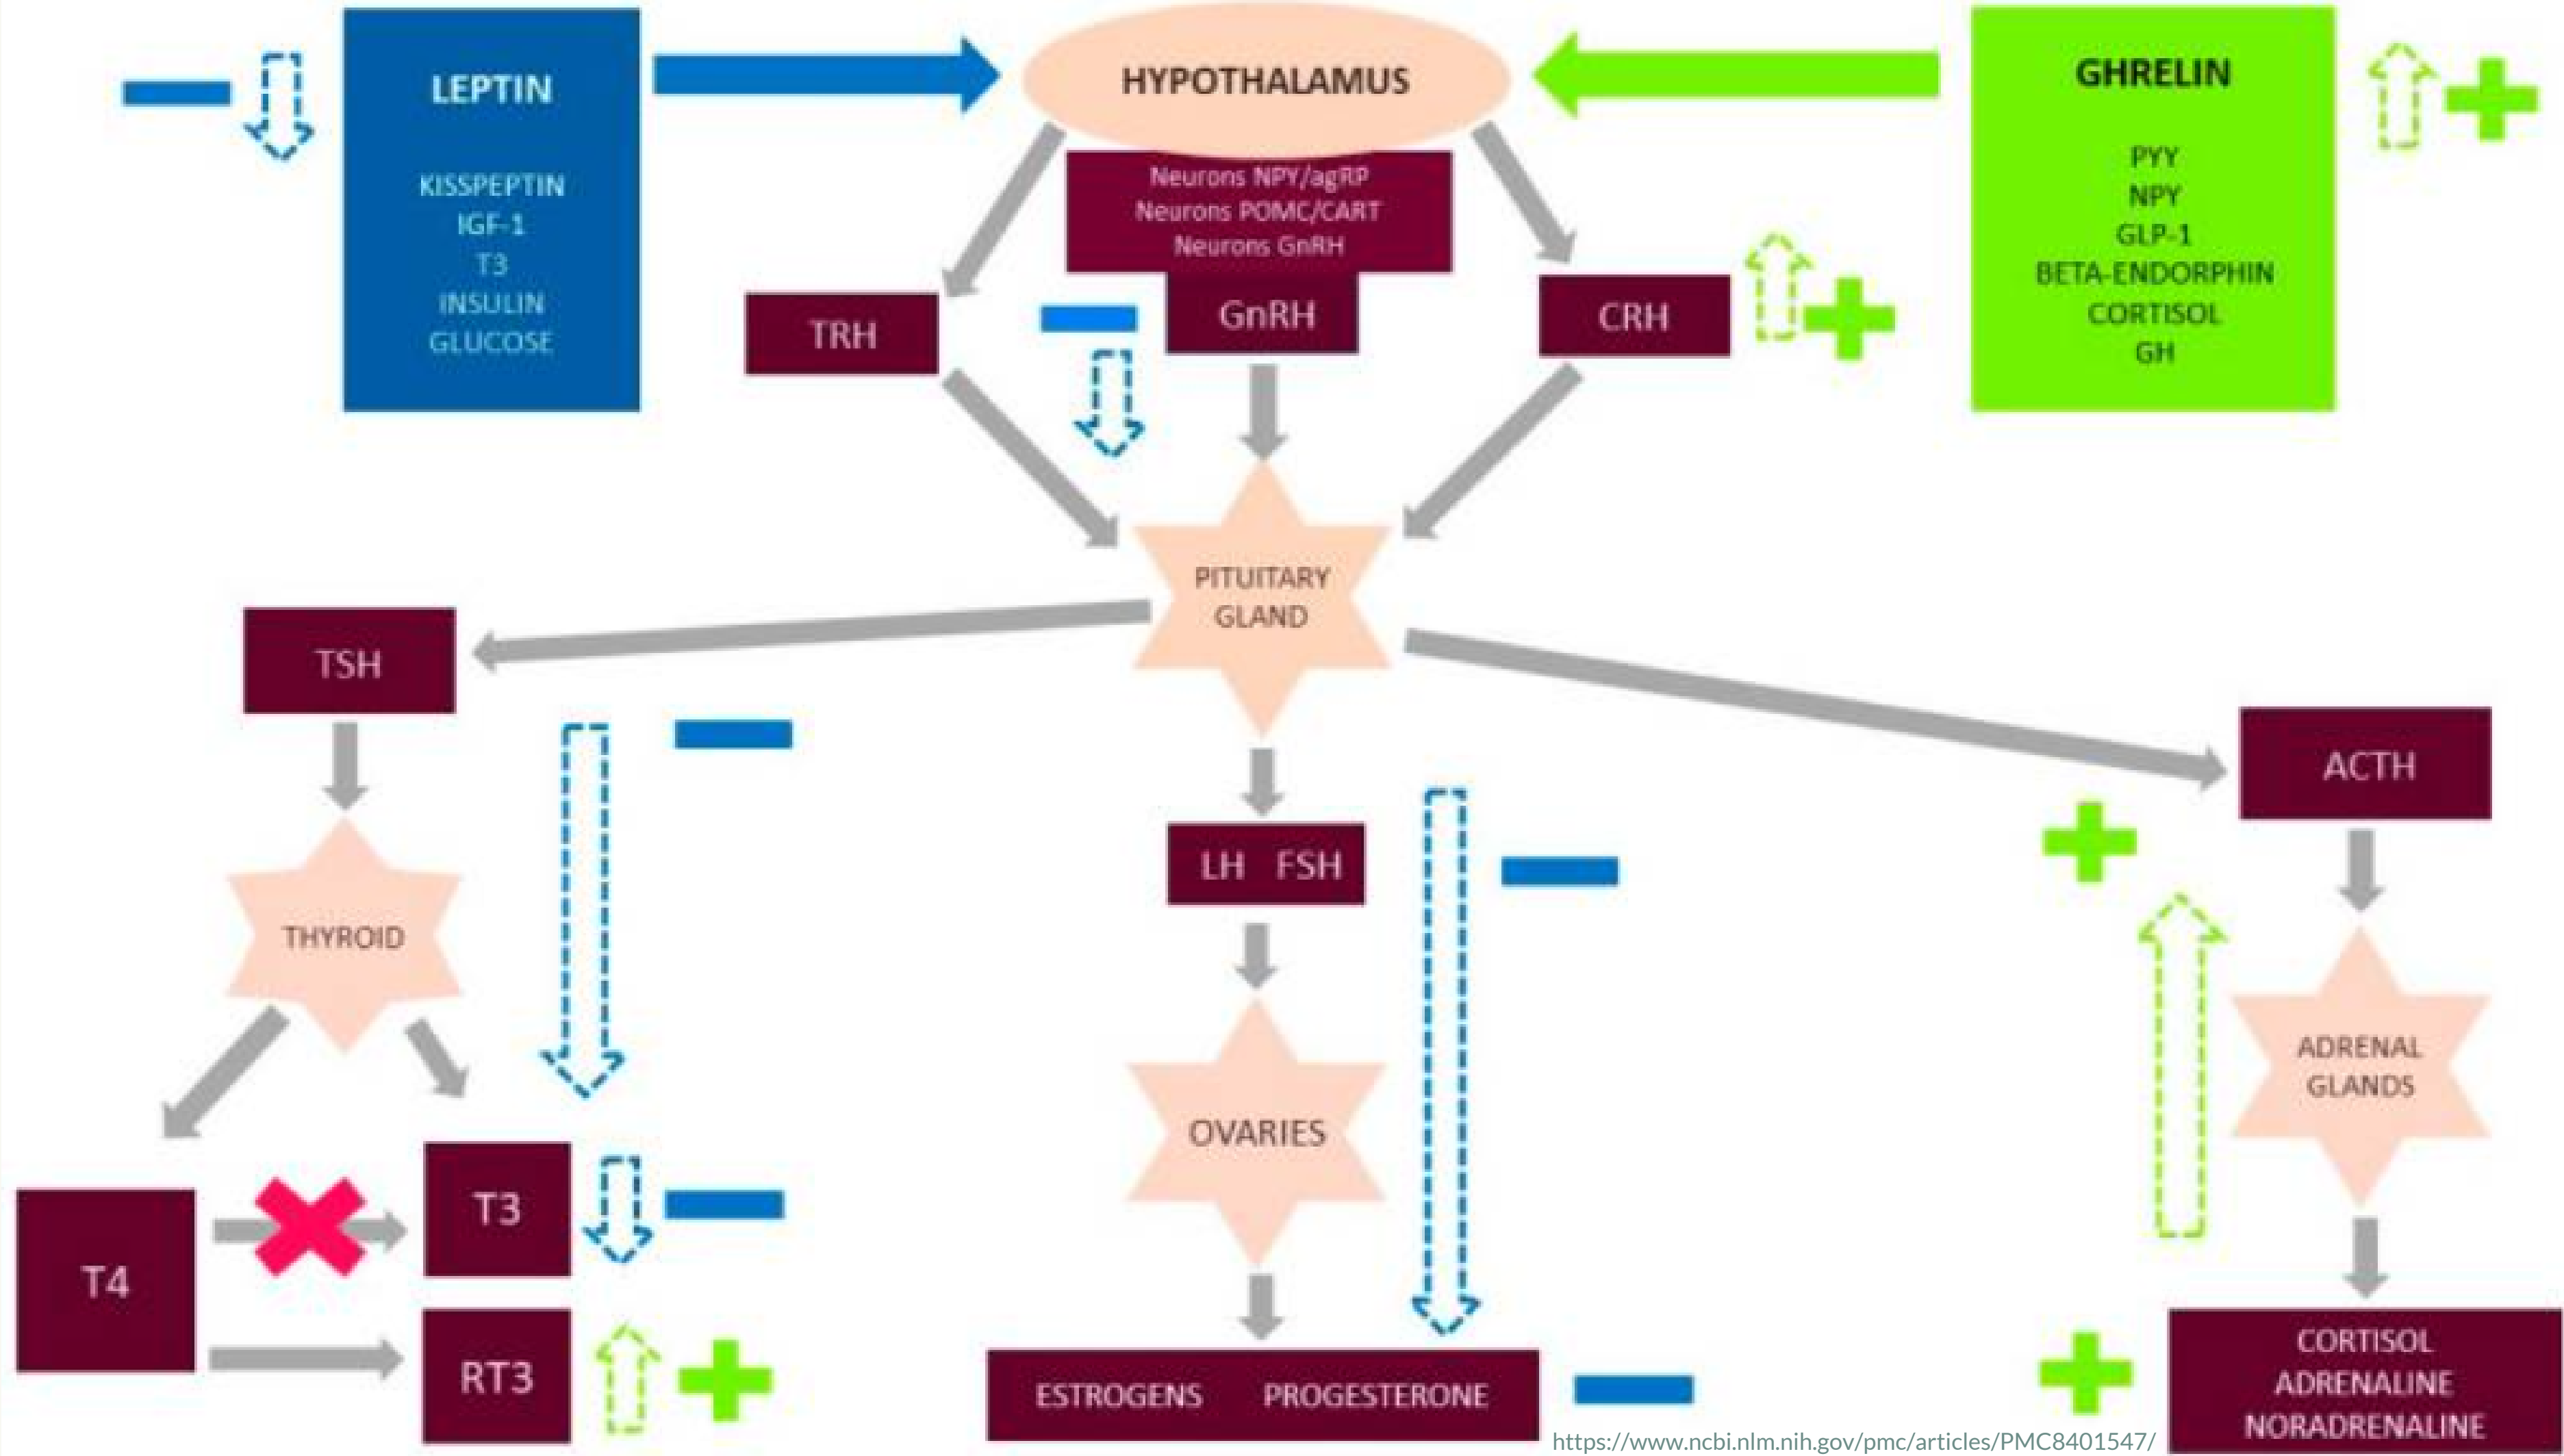 LEPTIN
KISSPEPTIN
IGF-1
T3
INSULIN
GLUCOSE
HYPOTHALAMUS
Neurons NPY/agRP
Neurons POMC/CART
Neurons GnRH
GHRELIN
PYY
NPY
GLP-1
BETA-ENDORPHIN
CORTISOL
GH
TRH
GnRH
CRH
PITUITARY
GLAND
TSH
ACTH
LH FSH
THYROID
ADRENAL
GLANDS
OVARIES
T3
T4
RT3
ESTROGENS PROGESTERONE
CORTISOL
ADRENALINE
NORADRENALINE
https://www.ncbi.nlm.nih.gov/pmc/articles/PMC8401547/